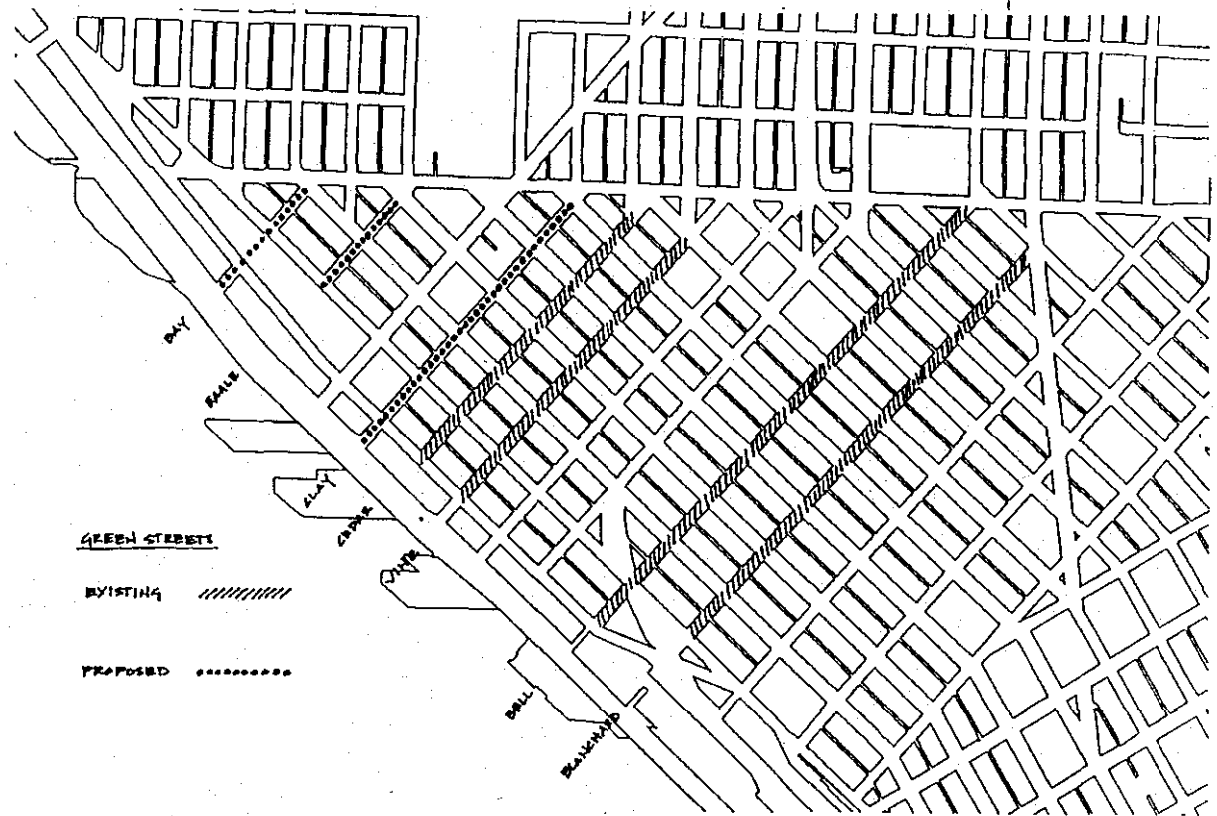 BAY
EAGLE
CLAY
CEDAR
VINE
GREEN STREETS
EXISTING
PROPOSED
BELL
BLANCHARD